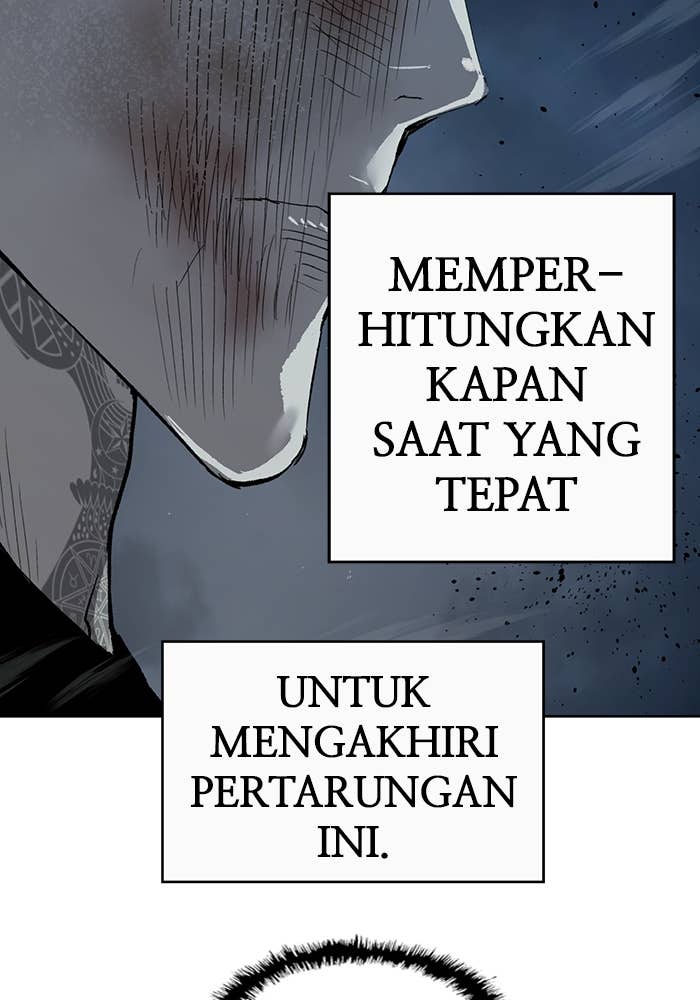 MEMPER-
HITUNGKAN
KAPAN
SAAT YANG
TEPAT
UNTUK
MENGAKHIRI
PERTARUNGAN
INI.